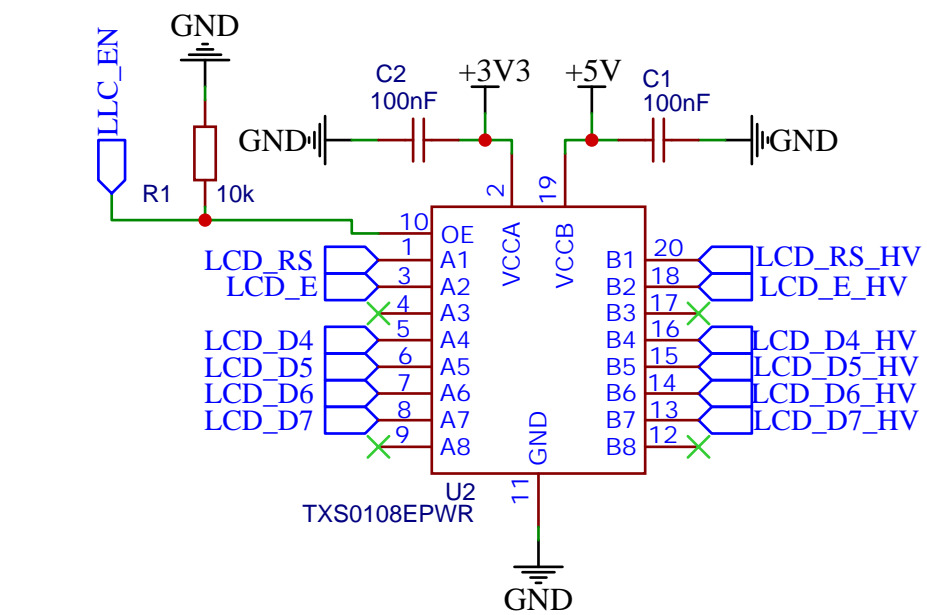 GND
LLC_EN
R1
10k
C2
100nF
+3V3
+5V
C1
100nF
GND
GND
2
19
10
OE
VCCA
VCCB
LCD_RS
1
A1
B1
20
LCD_RS_HV
LCD_E
3
A2
B2
18
LCD_E_HV
4
A3
B3
17
LCD_D4
5
A4
B4
16
LCD_D4_HV
LCD_D5
6
A5
B5
15
LCD_D5_HV
LCD_D6
7
A6
B6
14
LCD_D6_HV
LCD_D7
8
A7
B7
13
LCD_D7_HV
9
A8
GND
B8
12
11
U2
TXS0108EPWR
GND